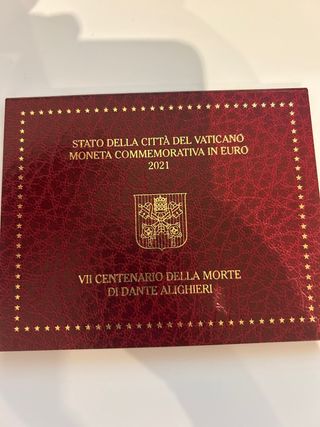 STATO DELLA CITTÀ DEL VATICANO
MONETA COMMEMORATIVA IN EURO
2021
VII CENTENARIO DELLA MORTE
DI DANTE ALIGHIERI